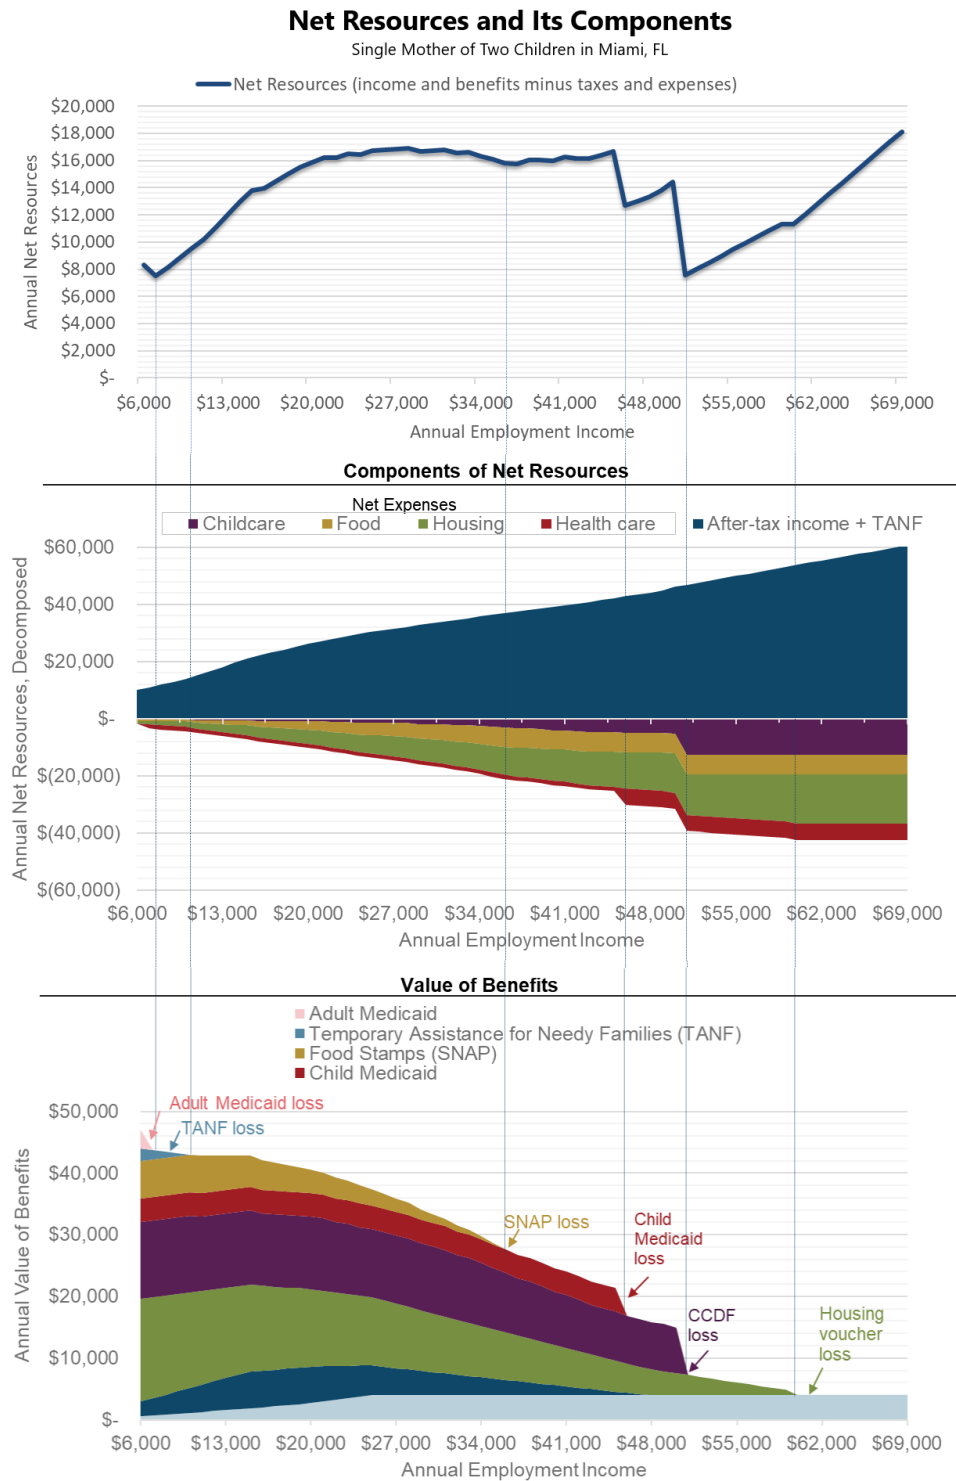 Net Resources and Its Components
Single Mother of Two Children in Miami, FL
Net Resources (income and benefits minus taxes and expenses)
Annual Net Resources
$20,000
$18,000
$16,000
$14,000
$12,000
$10,000
$8,000
$6,000
$4,000
$2,000
$-
$6,000 $13,000 $20,000 $27,000 $34,000 $41,000 $48,000 $55,000 $62,000 $69,000
Annual Employment Income
Components of Net Resources
Net Expenses
Childcare Food Housing Health care After-tax income + TANF
Annual Net Resources, Decomposed
$60,000
$40,000
$20,000
$-
$(20,000)
$(40,000)
$(60,000)
$6,000 $13,000 $20,000 $27,000 $34,000 $41,000 $48,000 $55,000 $62,000 $69,000
Annual Employment Income
Value of Benefits
Adult Medicaid
Temporary Assistance for Needy Families (TANF)
Food Stamps (SNAP)
Child Medicaid
Annual Value of Benefits
$50,000
$40,000
$30,000
$20,000
$10,000
$-
Adult Medicaid loss
TANF loss
SNAP loss
Child
Medicaid
loss
CCDF
loss
Housing
voucher
loss
$6,000 $13,000 $20,000 $27,000 $34,000 $41,000 $48,000 $55,000 $62,000 $69,000
Annual Employment Income